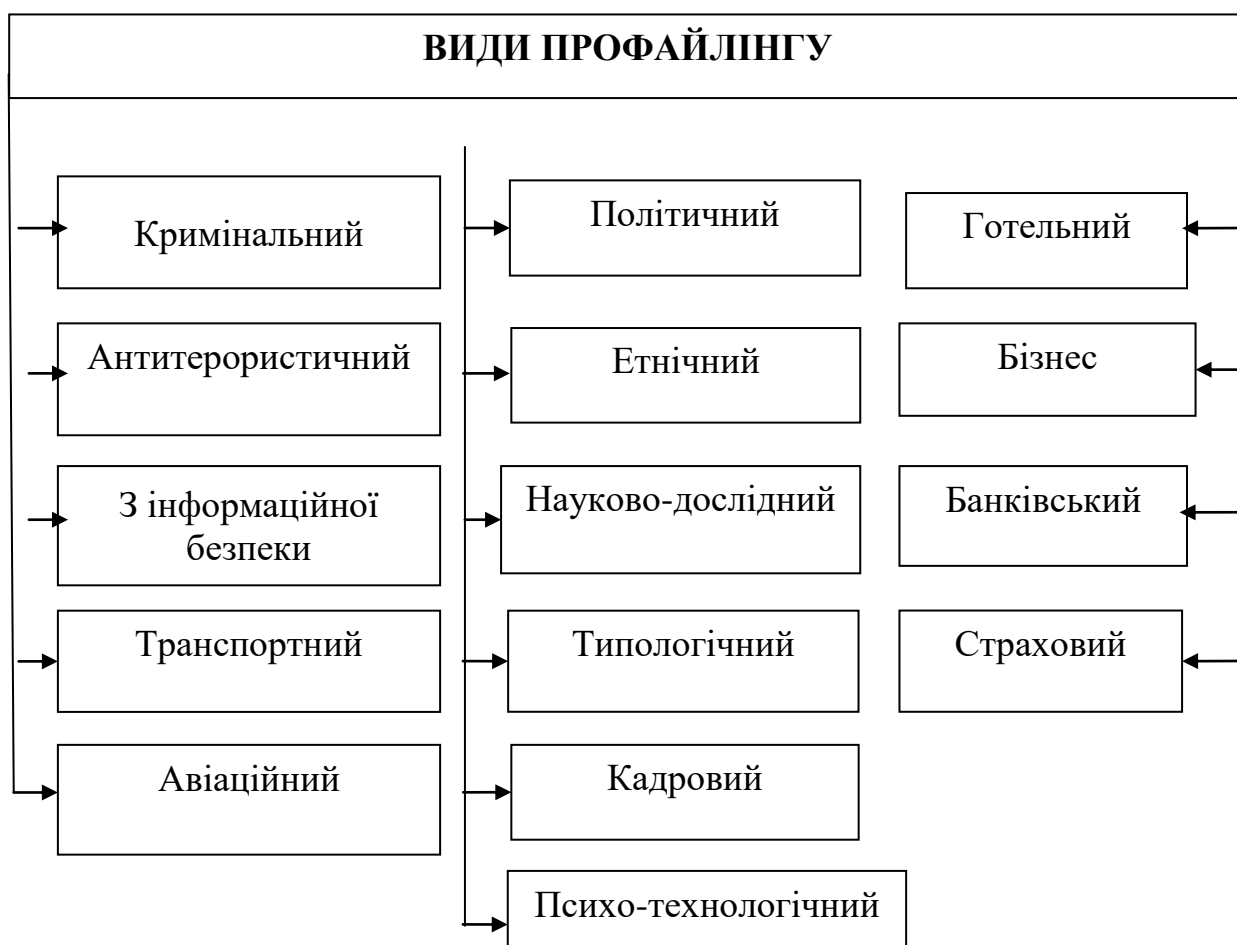 ВИДИ ПРОФАЙЛІНГУ
Кримінальний
Антитерористичний
З інформаційної
безпеки
Транспортний
Авіаційний
Політичний
Етнічний
Науково-дослідний
Типологічний
Кадровий
Психо-технологічний
Готельний
Бізнес
Банківський
Страховий